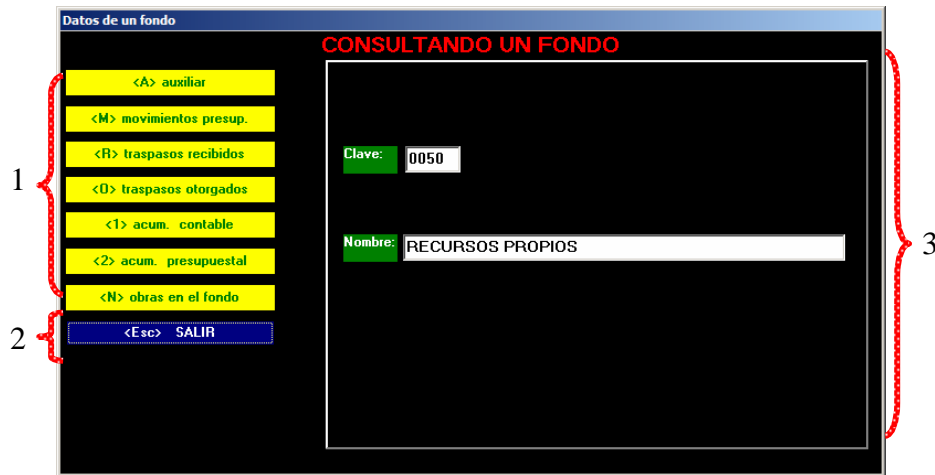 Datos de un fondo
CONSULTANDO UN FONDO
<A> auxiliar
<M> movimientos presup.
<R> traspasos recibidos
<O> traspasos otorgados
<1> acum. contable
<2> acum. presupuestal
<N> obras en el fondo
<Esc> SALIR
Clave: 0050
Nombre: RECURSOS PROPIOS
1
2
3